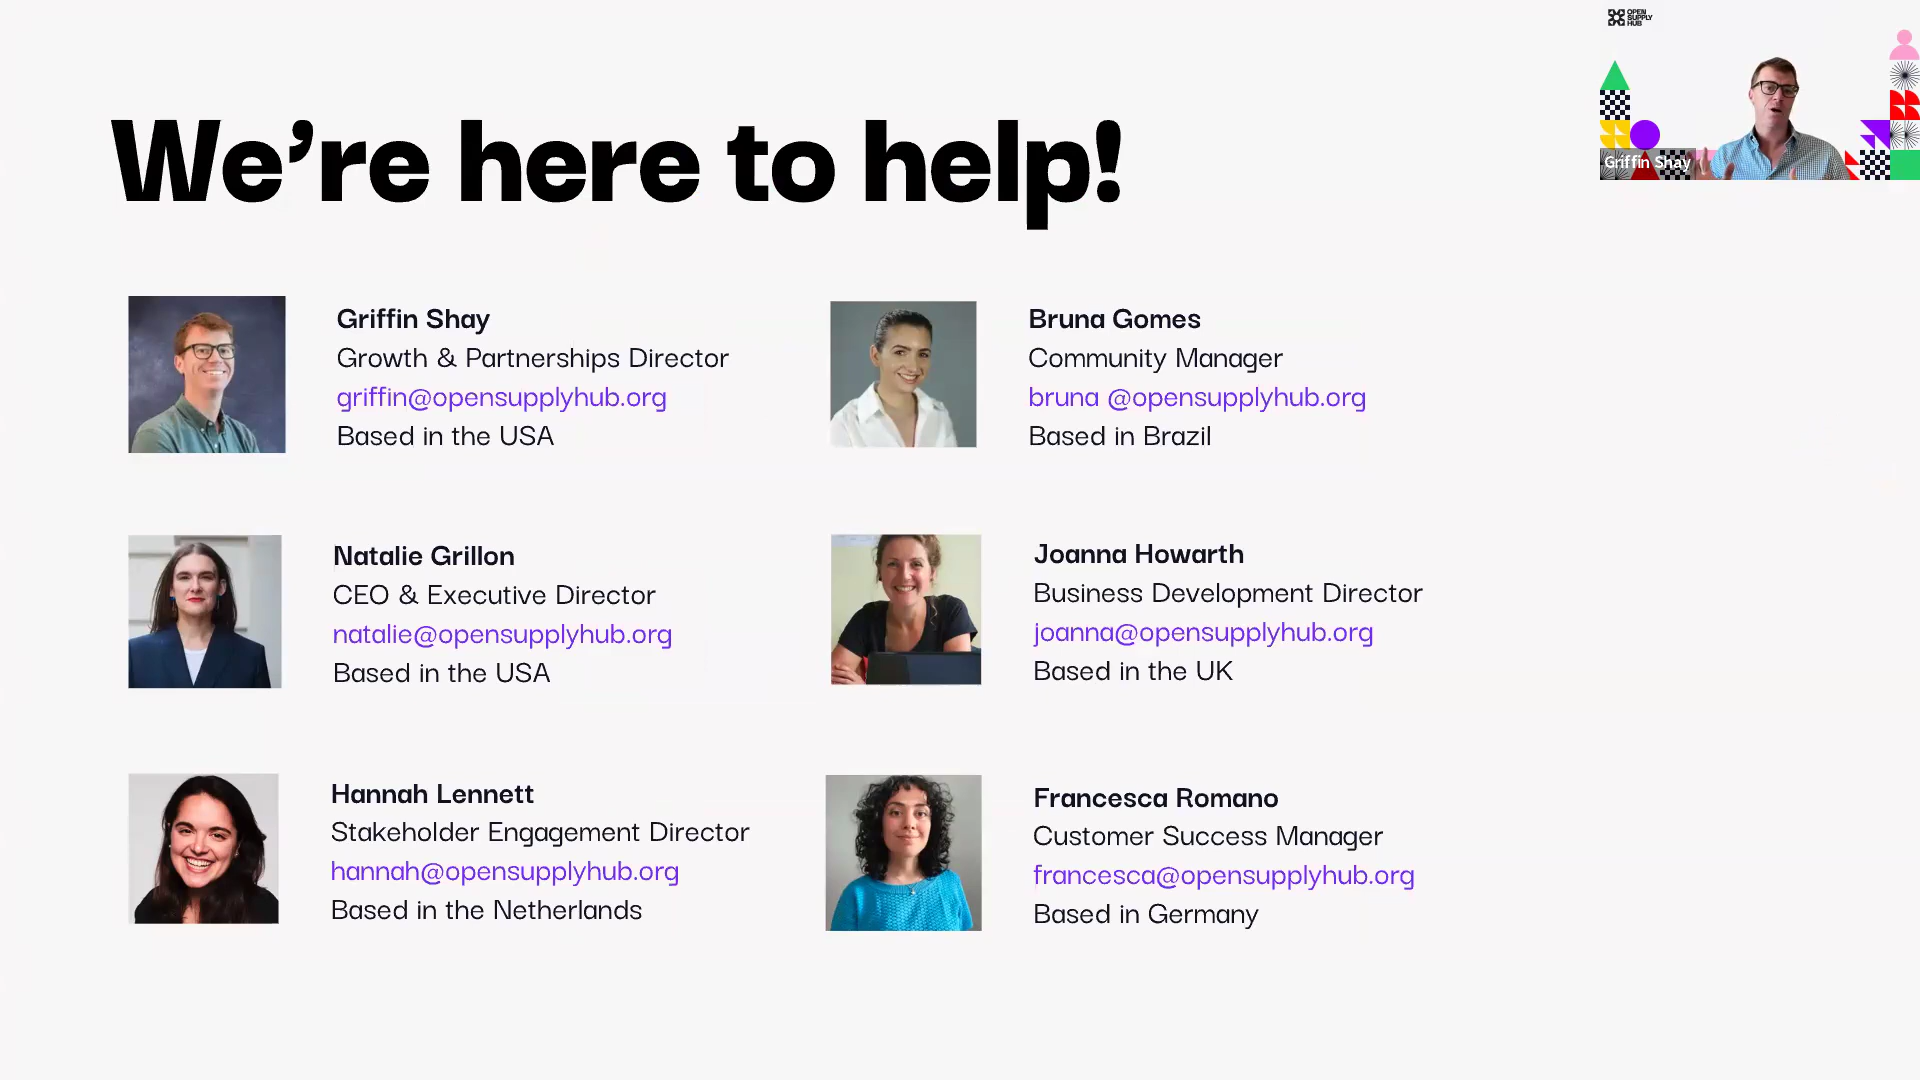 We're here to help!
Griffin Shay
Growth & Partnerships Director
griffin@opensupplyhub.org
Based in the USA
Natalie Grillon
CEO & Executive Director
natalie@opensupplyhub.org
Based in the USA
Hannah Lennett
Stakeholder Engagement Director
hannah@opensupplyhub.org
Based in the Netherlands
Bruna Gomes
Community Manager
bruna @opensupplyhub.org
Based in Brazil
Joanna Howarth
Business Development Director
joanna@opensupplyhub.org
Based in the UK
Francesca Romano
Customer Success Manager
francesca@opensupplyhub.org
Based in Germany
OPEN
SUPPLY
HUB
Griffin Shay